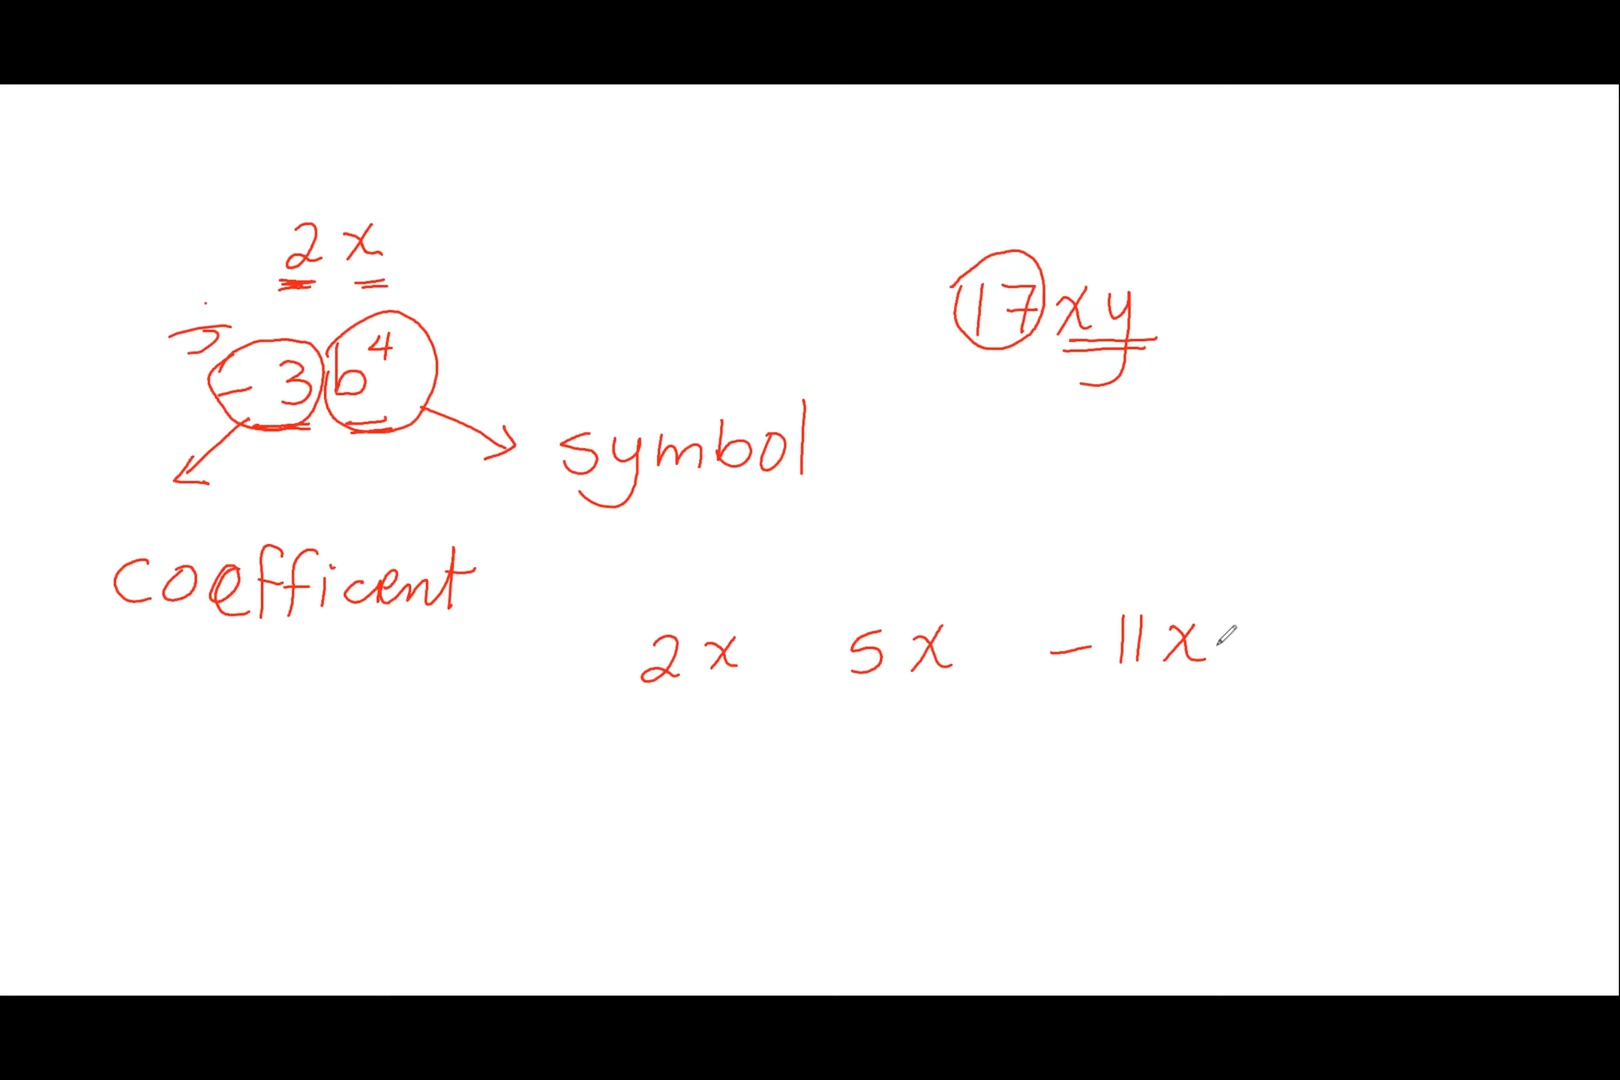 2x
-3b⁴
17xy
symbol
coefficent
2x 5x -11x